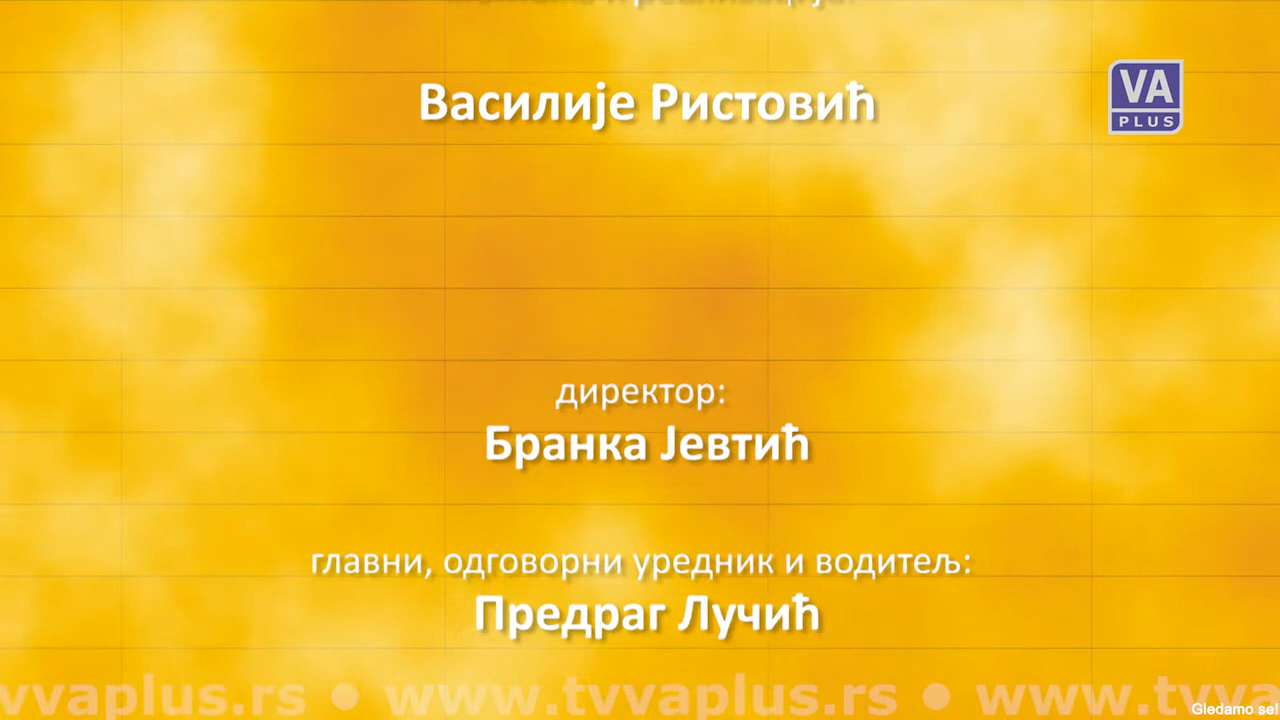 Василије Ристовић
VA
PLUS
директор:
Бранка Јевтић
главни, одговорни уредник и водитељ:
Предраг Лучић
vvaplus.rs • www.tvvaplus.rs • www.tvva
Gledamo se!